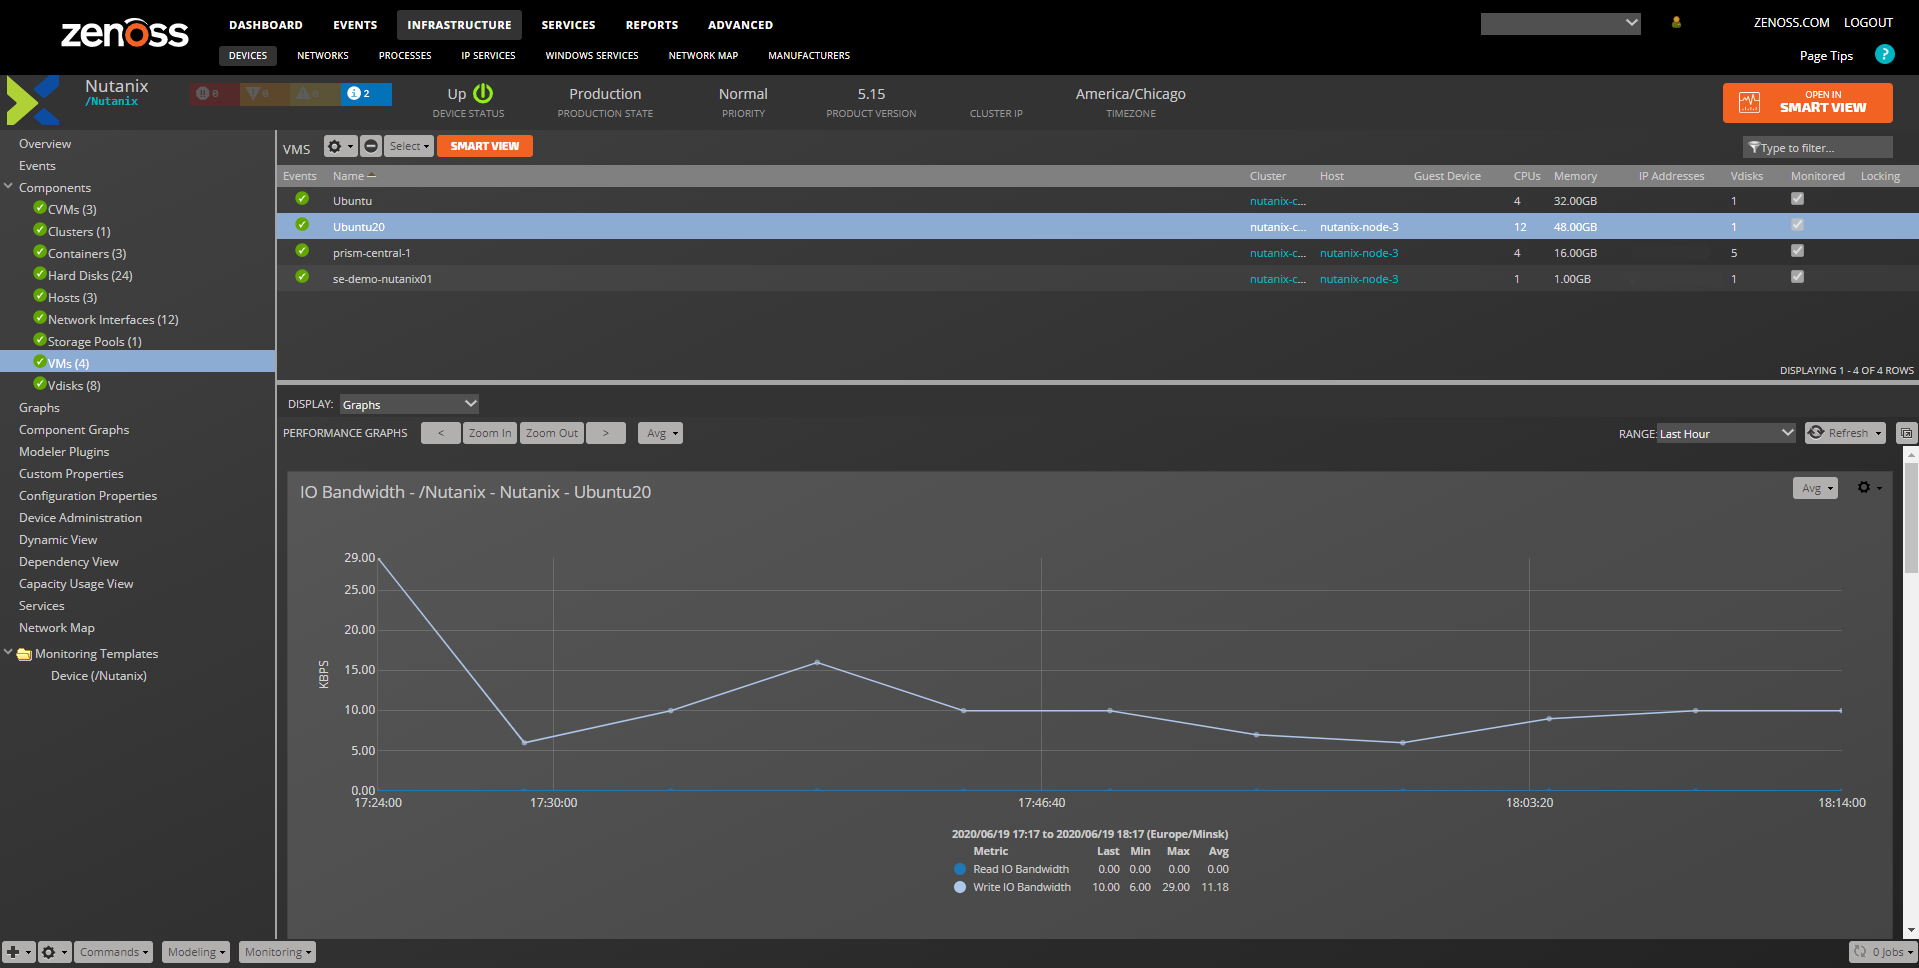 zenoss
DASHBOARD EVENTS INFRASTRUCTURE SERVICES REPORTS ADVANCED
ZENOSS.COM LOGOUT
DEVICES NETWORKS PROCESSES IP SERVICES WINDOWS SERVICES NETWORK MAP MANUFACTURERS
Page Tips ?
Nutanix
/Nutanix
0 0 0 2
Up Production Normal 5.15 America/Chicago
DEVICE STATUS PRODUCTION STATE PRIORITY PRODUCT VERSION CLUSTER IP TIMEZONE
OPEN IN
SMART VIEW
Overview
Events
Components
CVMs (3)
Clusters (1)
Containers (3)
Hard Disks (24)
Hosts (3)
Network Interfaces (12)
Storage Pools (1)
VMs (4)
Vdisks (8)
Graphs
Component Graphs
Modeler Plugins
Custom Properties
Configuration Properties
Device Administration
Dynamic View
Dependency View
Capacity Usage View
Services
Network Map
Monitoring Templates
Device (/Nutanix)
VMS Select SMART VIEW Type to filter...
Events Name Cluster Host Guest Device CPUs Memory IP Addresses Vdisks Monitored Locking
Ubuntu nutanix-c... 4 32.00GB 1
Ubuntu20 nutanix-c... nutanix-node-3 12 48.00GB 1
prism-central-1 nutanix-c... nutanix-node-3 4 16.00GB 5
se-demo-nutanix01 nutanix-c... nutanix-node-3 1 1.00GB 1
DISPLAYING 1 - 4 OF 4 ROWS
DISPLAY: Graphs
PERFORMANCE GRAPHS < Zoom In Zoom Out > Avg RANGE: Last Hour Refresh
IO Bandwidth - /Nutanix - Nutanix - Ubuntu20 Avg
29.00
25.00
20.00
15.00
10.00
5.00
0.00
KBPS
17:24:00 17:30:00 17:46:40 18:03:20 18:14:00
2020/06/19 17:17 to 2020/06/19 18:17 (Europe/Minsk)
Metric Last Min Max Avg
Read IO Bandwidth 0.00 0.00 0.00 0.00
Write IO Bandwidth 10.00 6.00 29.00 11.18
Commands Modeling Monitoring 0 Jobs